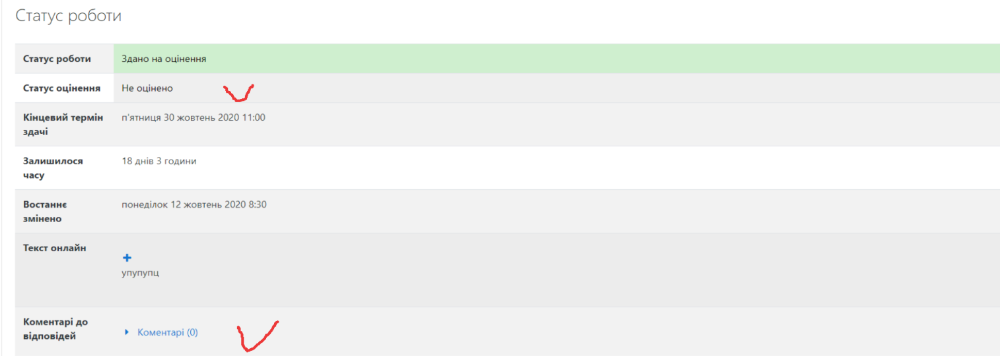 Статус роботи
Статус роботи Здано на оцінення
Статус оцінення Не оцінено
Кінцевий термін п'ятниця 30 жовтень 2020 11:00
здачі
Залишилося 18 днів 3 години
часу
Востаннє понеділок 12 жовтень 2020 8:30
змінено
Текст онлайн
упупупц
Коментарі до
відповідей
Коментарі (0)